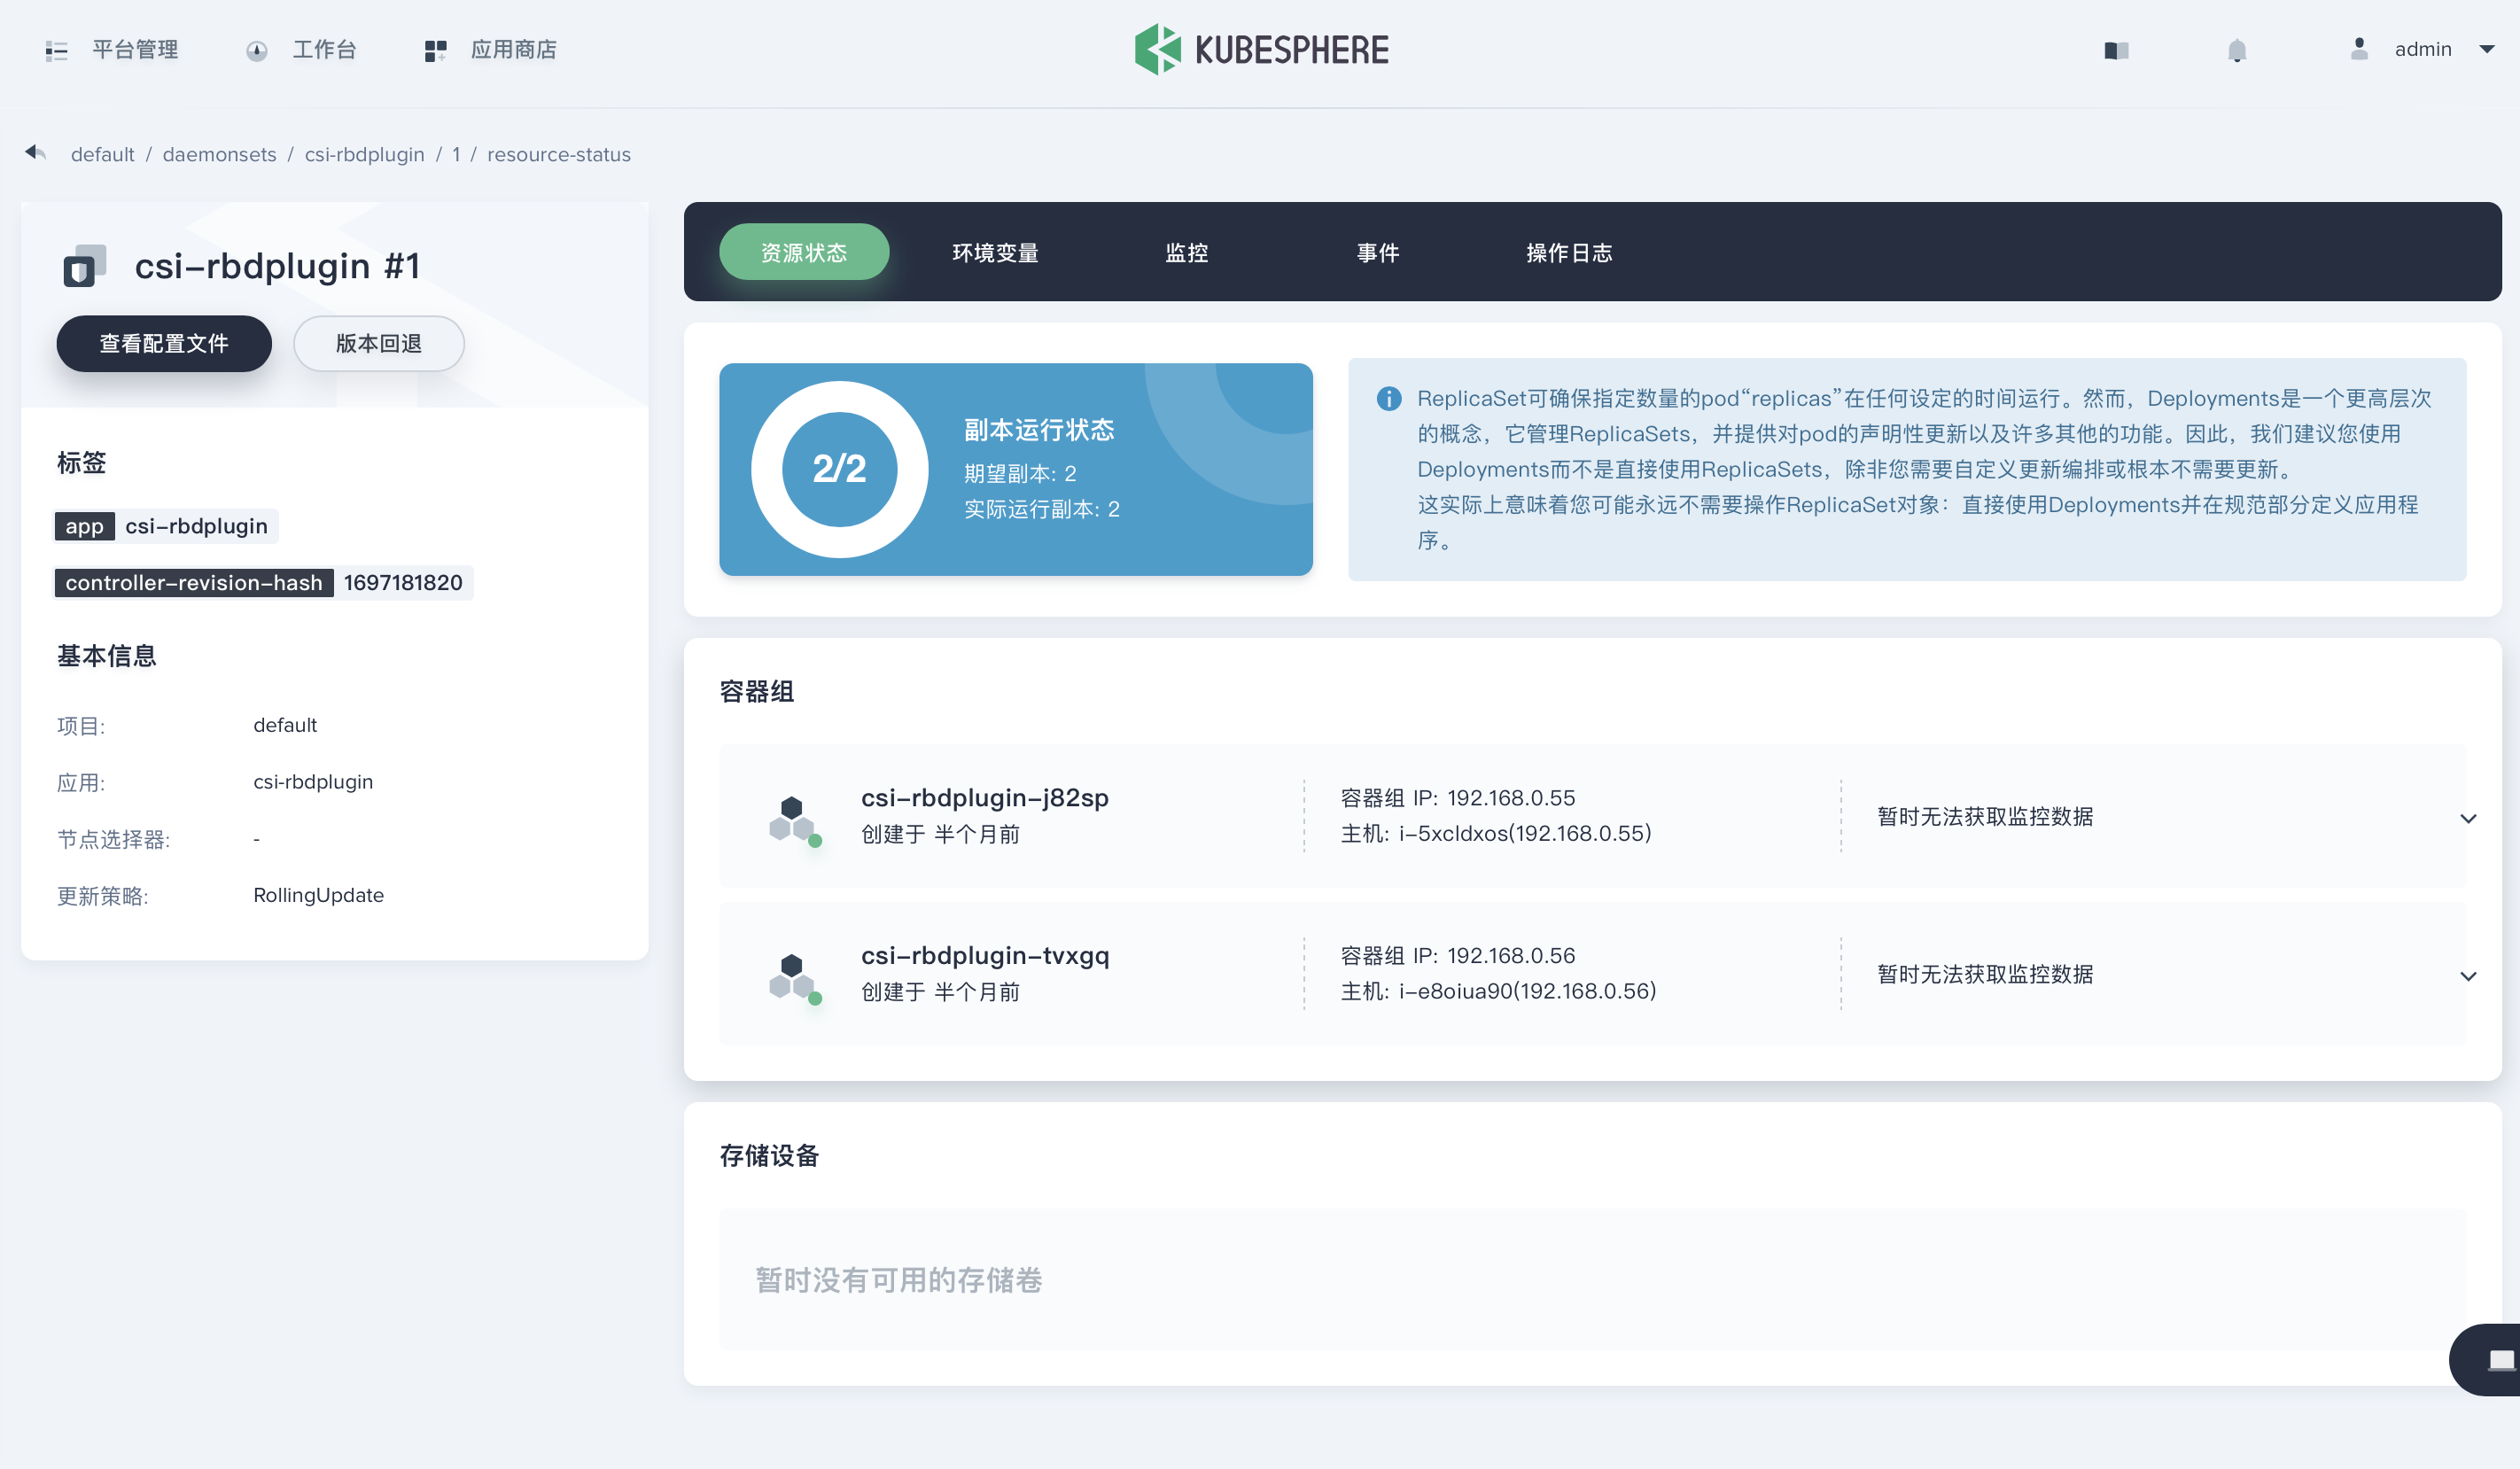 平台管理
工作台
应用商店
KUBESPHERE
admin
default / daemonsets / csi-rbdplugin / 1 / resource-status
csi-rbdplugin #1
查看配置文件
版本回退
标签
app csi-rbdplugin
controller-revision-hash 1697181820
基本信息
项目: default
应用: csi-rbdplugin
节点选择器: -
更新策略: RollingUpdate
资源状态
环境变量
监控
事件
操作日志
2/2
副本运行状态
期望副本: 2
实际运行副本: 2
ReplicaSet可确保指定数量的pod“replicas”在任何设定的时间运行。然而，Deployments是一个更高层次
的概念，它管理ReplicaSets，并提供对pod的声明性更新以及许多其他的功能。因此，我们建议您使用
Deployments而不是直接使用ReplicaSets，除非您需要自定义更新编排或根本不需要更新。
这实际上意味着您可能永远不需要操作ReplicaSet对象：直接使用Deployments并在规范部分定义应用程
序。
容器组
csi-rbdplugin-j82sp
创建于 半个月前
容器组 IP: 192.168.0.55
主机: i-5xcldxos(192.168.0.55)
暂时无法获取监控数据
csi-rbdplugin-tvxgq
创建于 半个月前
容器组 IP: 192.168.0.56
主机: i-e8oiua90(192.168.0.56)
暂时无法获取监控数据
存储设备
暂时没有可用的存储卷